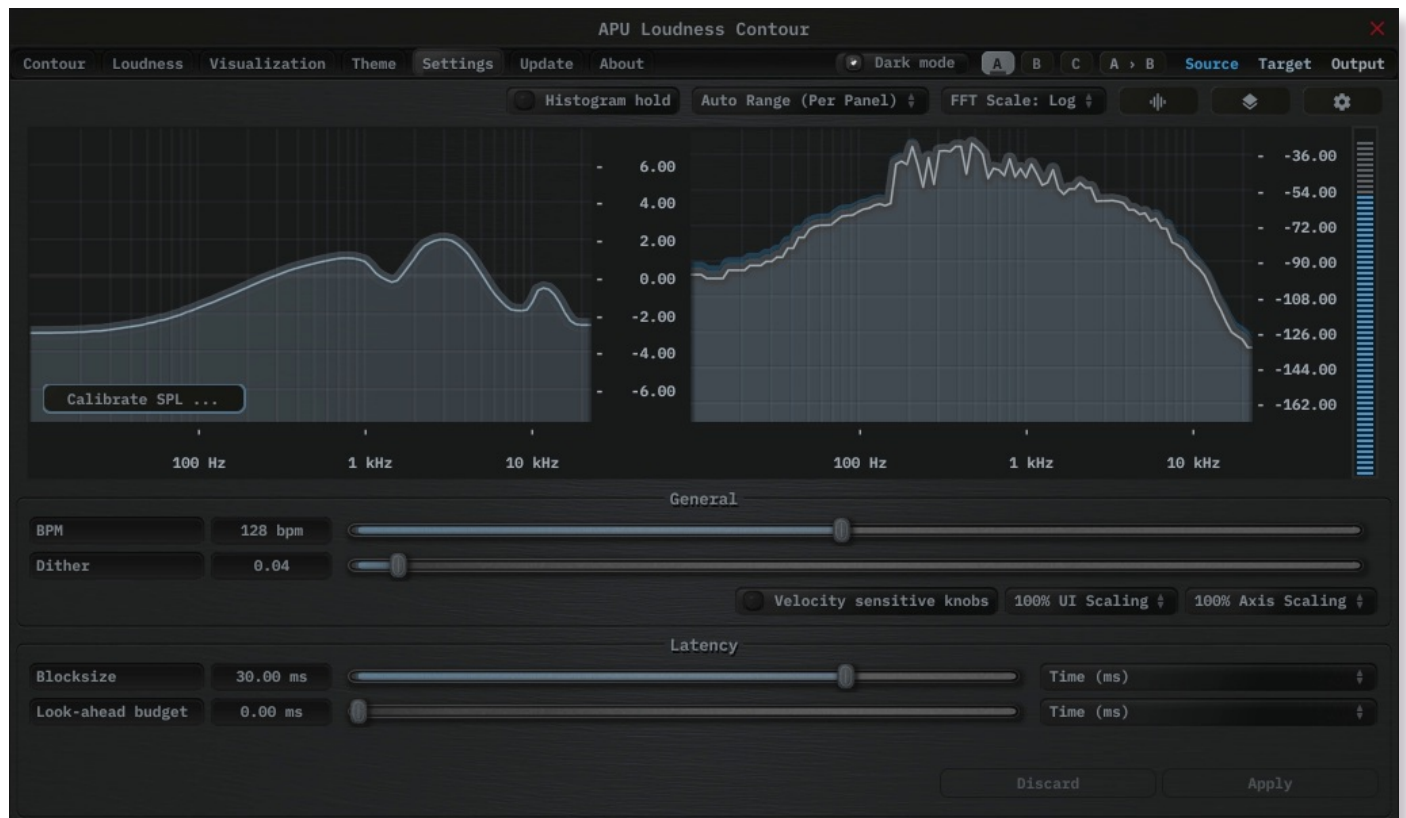 APU Loudness Contour
Contour Loudness Visualization Theme Settings Update About Dark mode A B C A › B Source Target Output
Histogram hold Auto Range (Per Panel) FFT Scale: Log
6.00
4.00
2.00
0.00
-2.00
-4.00
-6.00
Calibrate SPL ...
100 Hz 1 kHz 10 kHz
-36.00
-54.00
-72.00
-90.00
-108.00
-126.00
-144.00
-162.00
100 Hz 1 kHz 10 kHz
General
BPM 128 bpm
Dither 0.04
Velocity sensitive knobs 100% UI Scaling 100% Axis Scaling
Latency
Blocksize 30.00 ms Time (ms)
Look-ahead budget 0.00 ms Time (ms)
Discard Apply